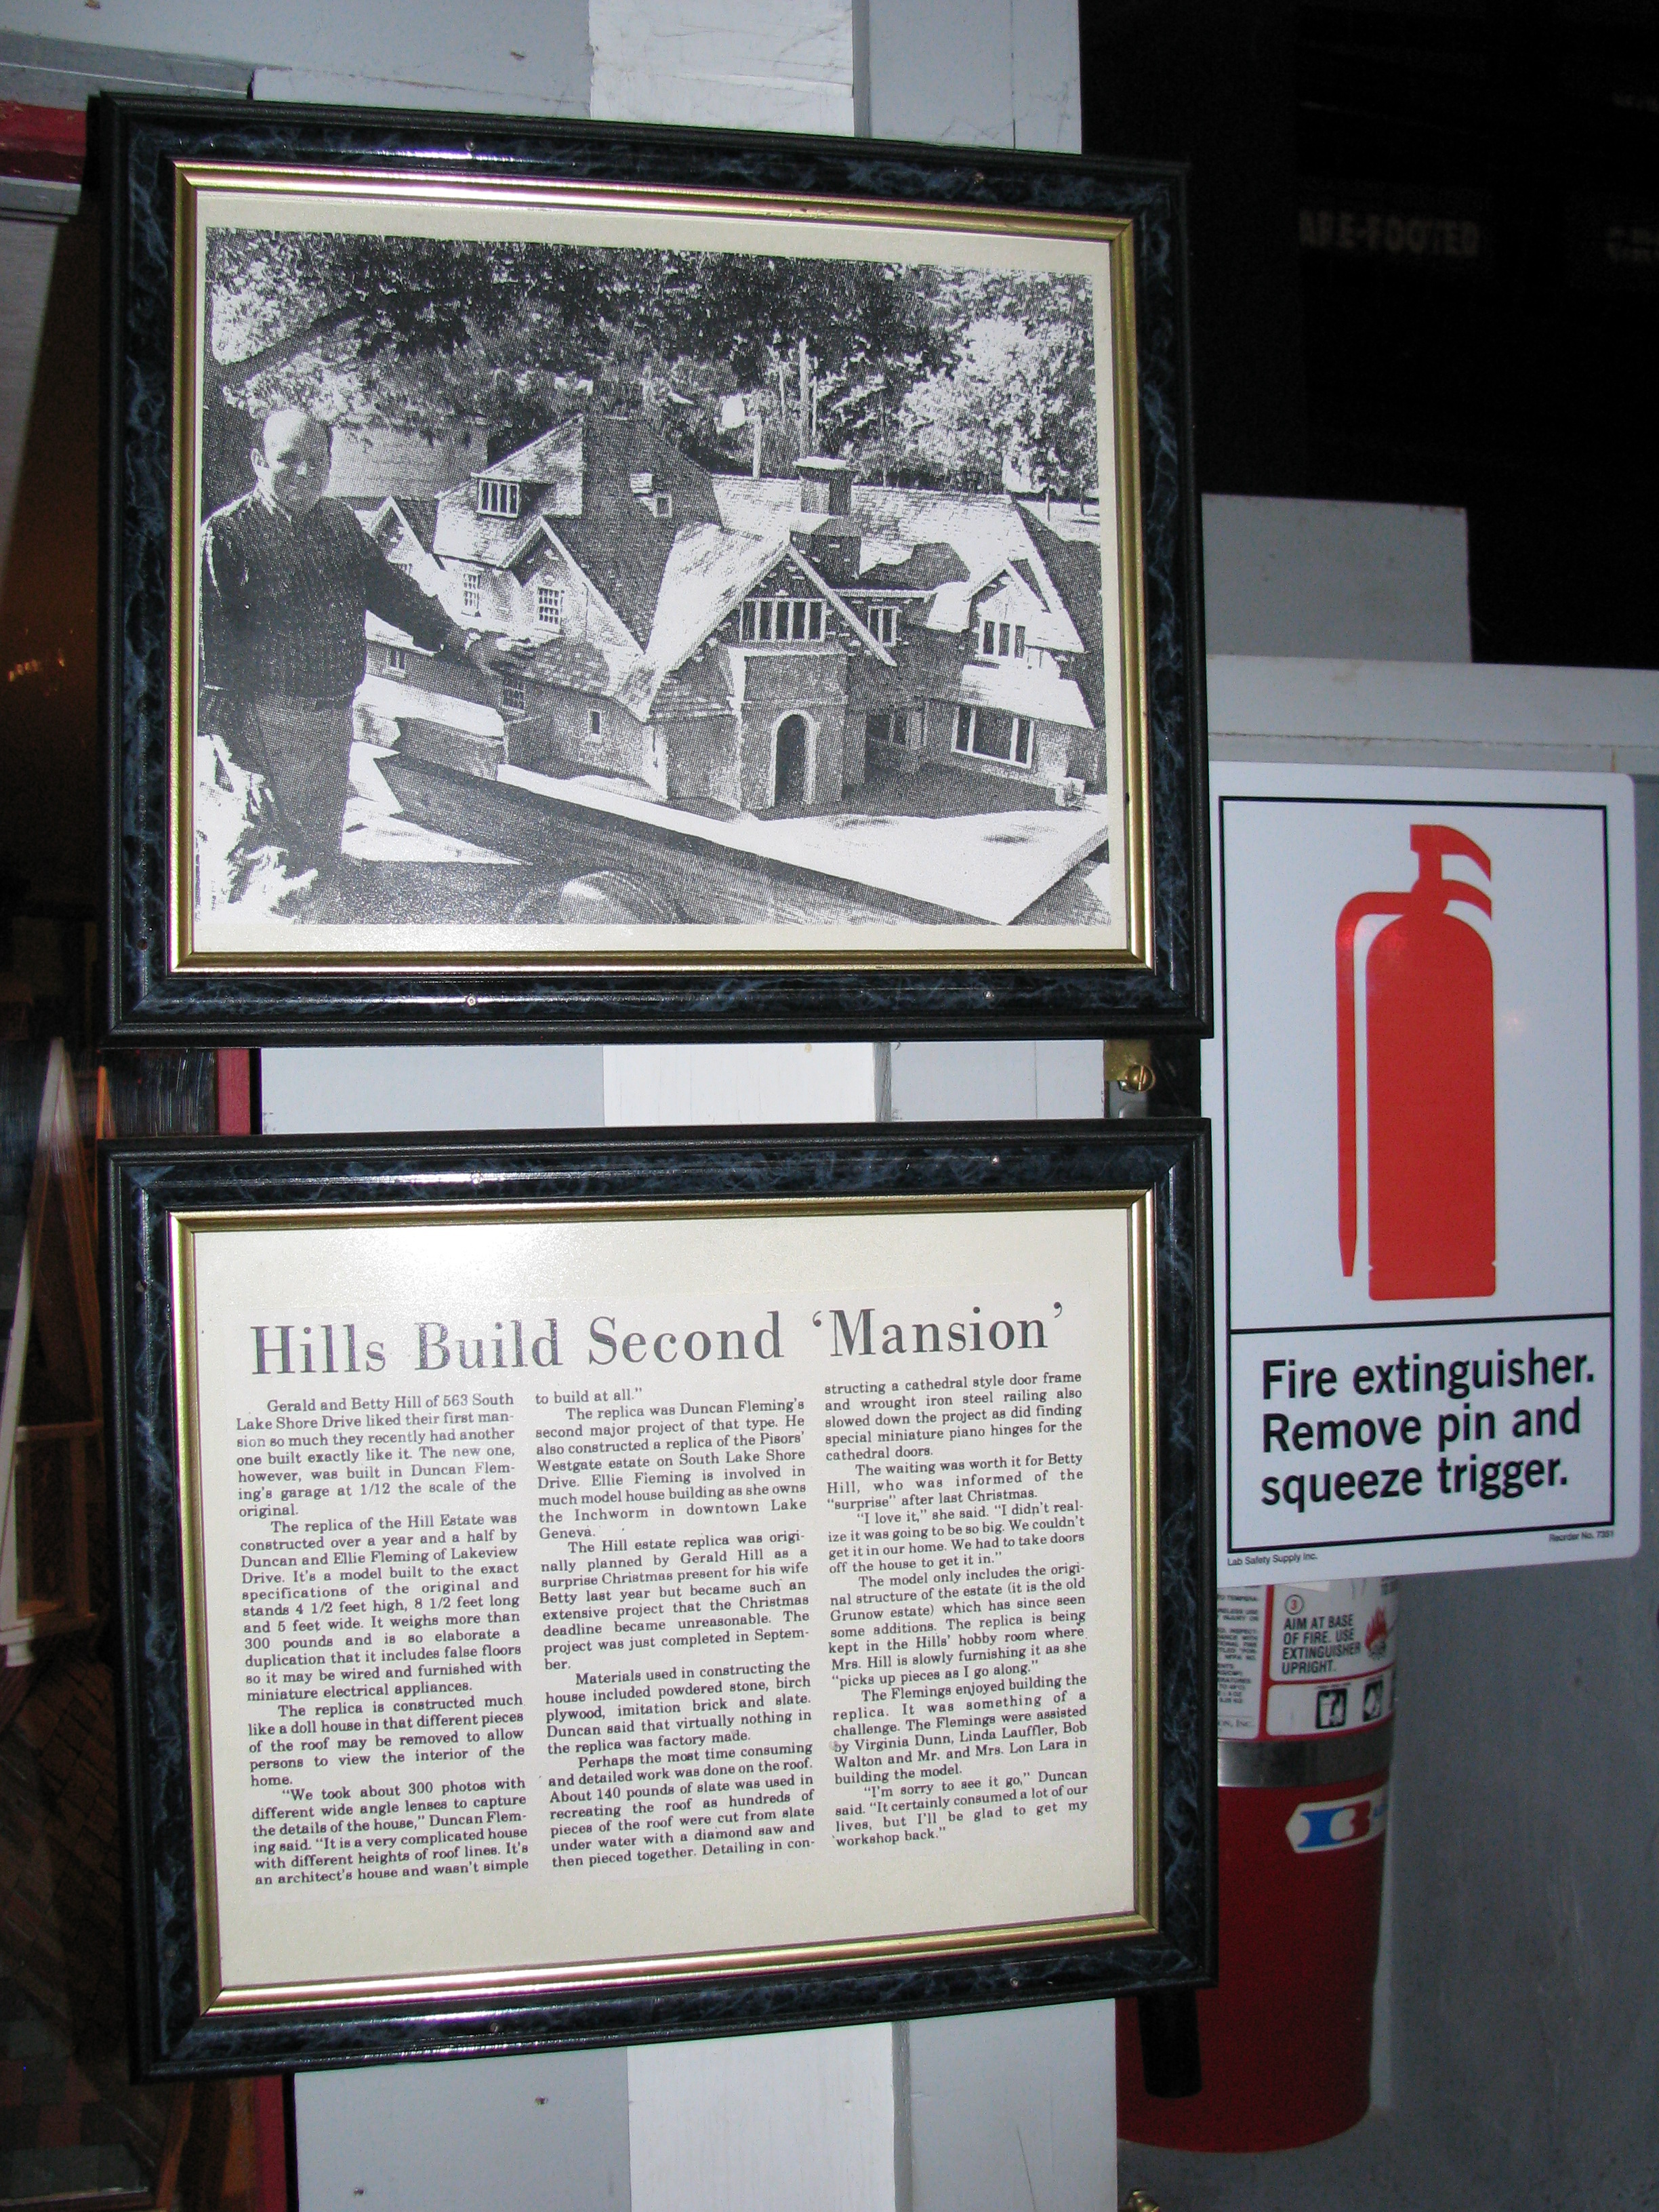 ARE-FOOTED
Hills Build Second 'Mansion'
Gerald and Betty Hill of 563 South
Lake Shore Drive liked their first man-
sion so much they recently had another
one built exactly like it. The new one,
however, was built in Duncan Flem-
ing's garage at 1/12 the scale of the
original.
The replica of the Hill Estate was
constructed over a year and a half by
Duncan and Ellie Fleming of Lakeview
Drive. It's a model built to the exact
specifications of the original and
stands 4 1/2 feet high, 8 1/2 feet long
and 5 feet wide. It weighs more than
300 pounds and is so elaborate a
duplication that it includes false floors
so it may be wired and furnished with
miniature electrical appliances.
The replica is constructed much
like a doll house in that different pieces
of the roof may be removed to allow
persons to view the interior of the
home.
"We took about 300 photos with
different wide angle lenses to capture
the details of the house," Duncan Flem-
ing said. "It is a very complicated house
with different heights of roof lines. It's
an architect's house and wasn't simple
to build at all."
The replica was Duncan Fleming's
second major project of that type. He
also constructed a replica of the Pisors'
Westgate estate on South Lake Shore
Drive. Ellie Fleming is involved in
much model house building as she owns
the Inchworm in downtown Lake
Geneva.
The Hill estate replica was origi-
nally planned by Gerald Hill as a
surprise Christmas present for his wife
Betty last year but became such an
extensive project that the Christmas
deadline became unreasonable. The
project was just completed in Septem-
ber.
Materials used in constructing the
house included powdered stone, birch
plywood, imitation brick and slate.
Duncan said that virtually nothing in
the replica was factory made.
Perhaps the most time consuming
and detailed work was done on the roof.
About 140 pounds of slate was used in
recreating the roof as hundreds of
pieces of the roof were cut from slate
under water with a diamond saw and
then pieced together. Detailing in con-
structing a cathedral style door frame
and wrought iron steel railing also
slowed down the project as did finding
special miniature piano hinges for the
cathedral doors.
The waiting was worth it for Betty
Hill, who was informed of the
"surprise" after last Christmas.
"I love it," she said. "I didn't real-
ize it was going to be so big. We couldn't
get it in our home. We had to take doors
off the house to get it in."
The model only includes the origi-
nal structure of the estate (it is the old
Grunow estate) which has since seen
some additions. The replica is being
kept in the Hills' hobby room where
Mrs. Hill is slowly furnishing it as she
"picks up pieces as I go along."
The Flemings enjoyed building the
replica. It was something of a
challenge. The Flemings were assisted
by Virginia Dunn, Linda Lauffler, Bob
Walton and Mr. and Mrs. Lon Lara in
building the model.
"I'm sorry to see it go," Duncan
said. "It certainly consumed a lot of our
lives, but I'll be glad to get my
workshop back."
Fire extinguisher.
Remove pin and
squeeze trigger.
Lab Safety Supply Inc.
Reorder No. 7351
3
AIM AT BASE
OF FIRE. USE
EXTINGUISHER
UPRIGHT.